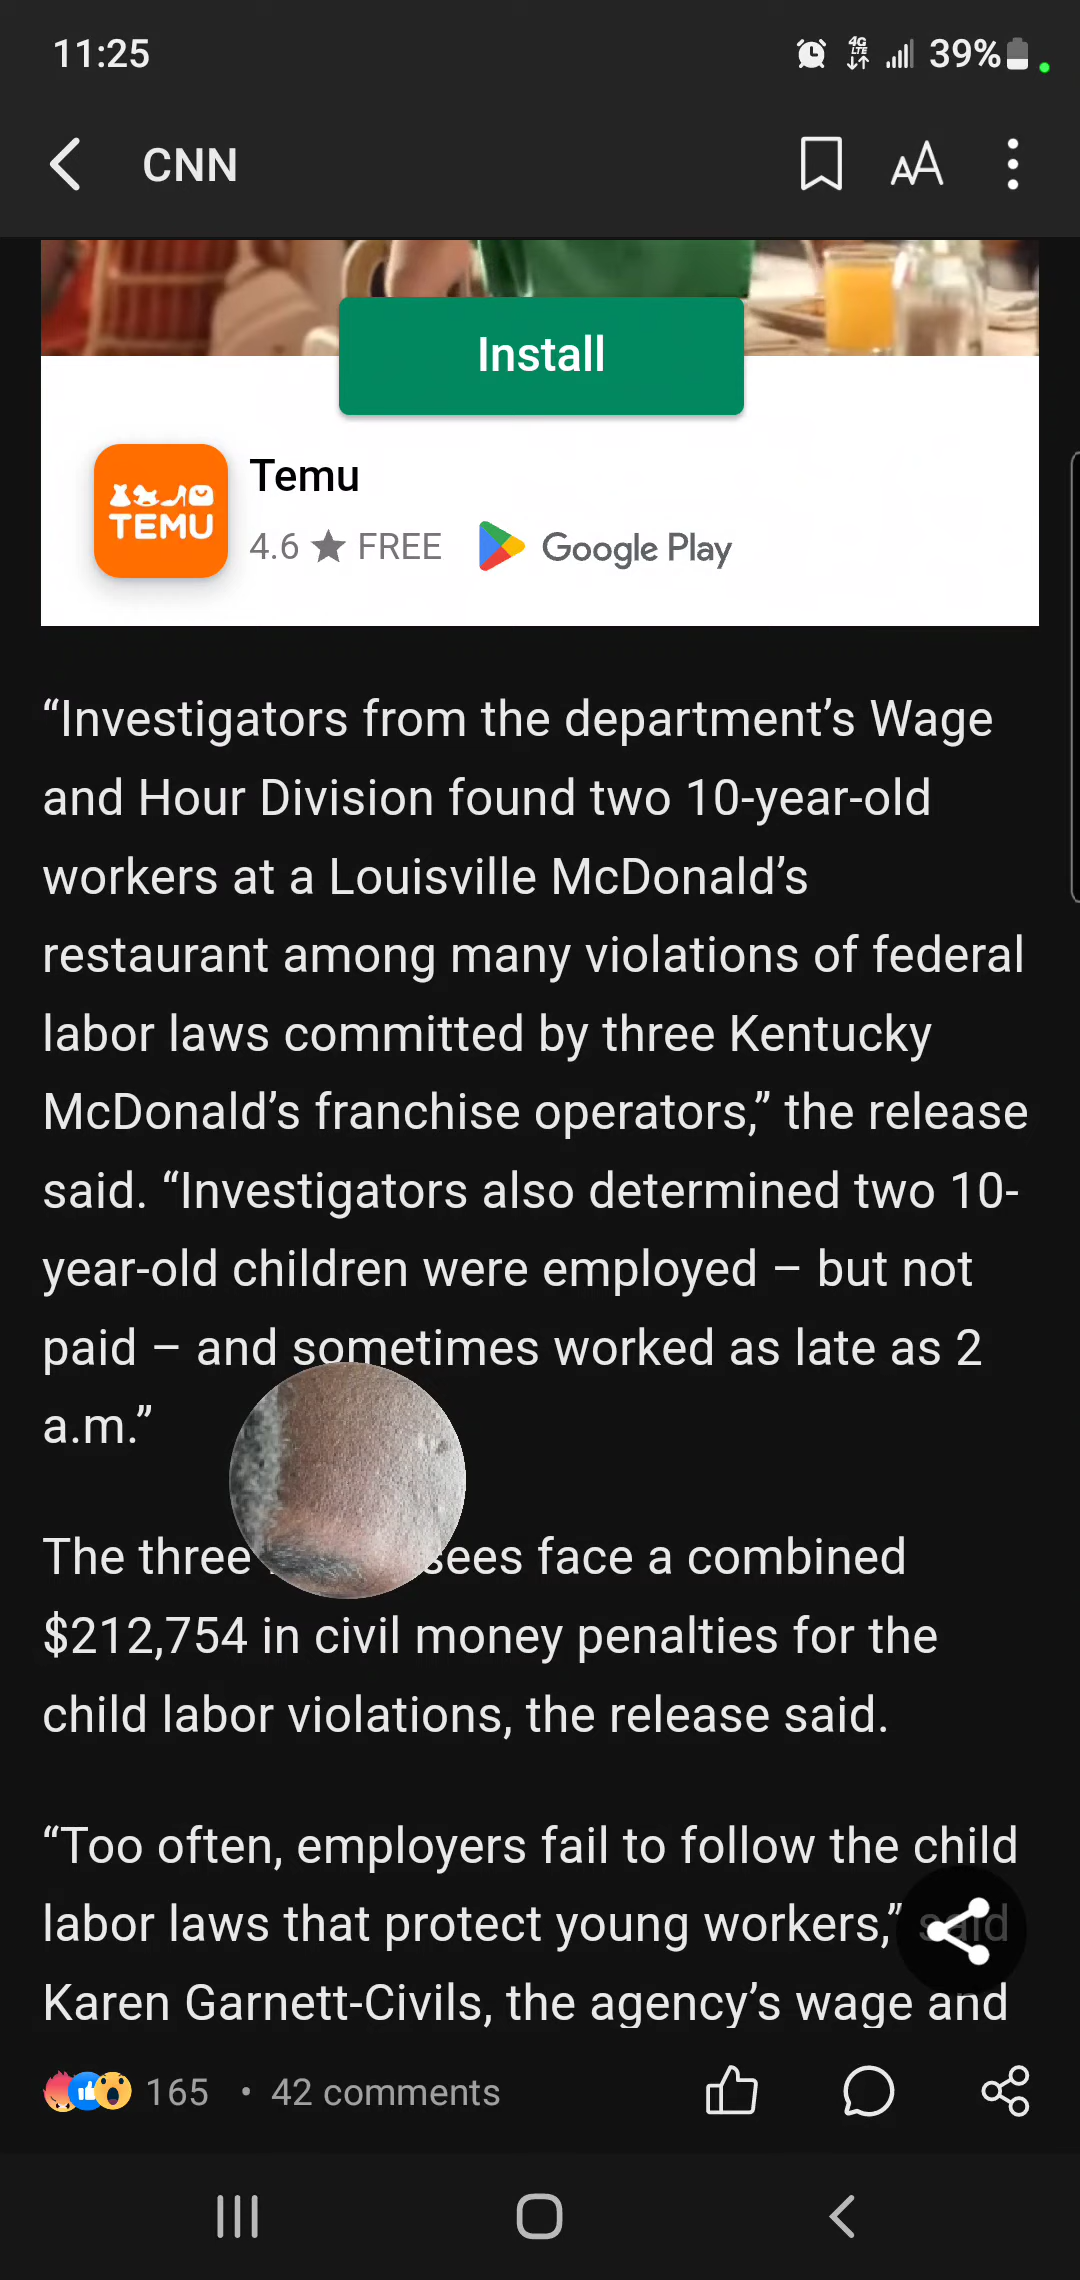 11:25
4G
LTE
39%
CNN
Install
TEMU
Temu
4.6 ★ FREE Google Play
“Investigators from the department’s Wage
and Hour Division found two 10-year-old
workers at a Louisville McDonald’s
restaurant among many violations of federal
labor laws committed by three Kentucky
McDonald’s franchise operators,” the release
said. “Investigators also determined two 10-
year-old children were employed – but not
paid – and sometimes worked as late as 2
a.m.”
The three face a combined
$212,754 in civil money penalties for the
child labor violations, the release said.
“Too often, employers fail to follow the child
labor laws that protect young workers,” said
Karen Garnett-Civils, the agency’s wage and
165 • 42 comments